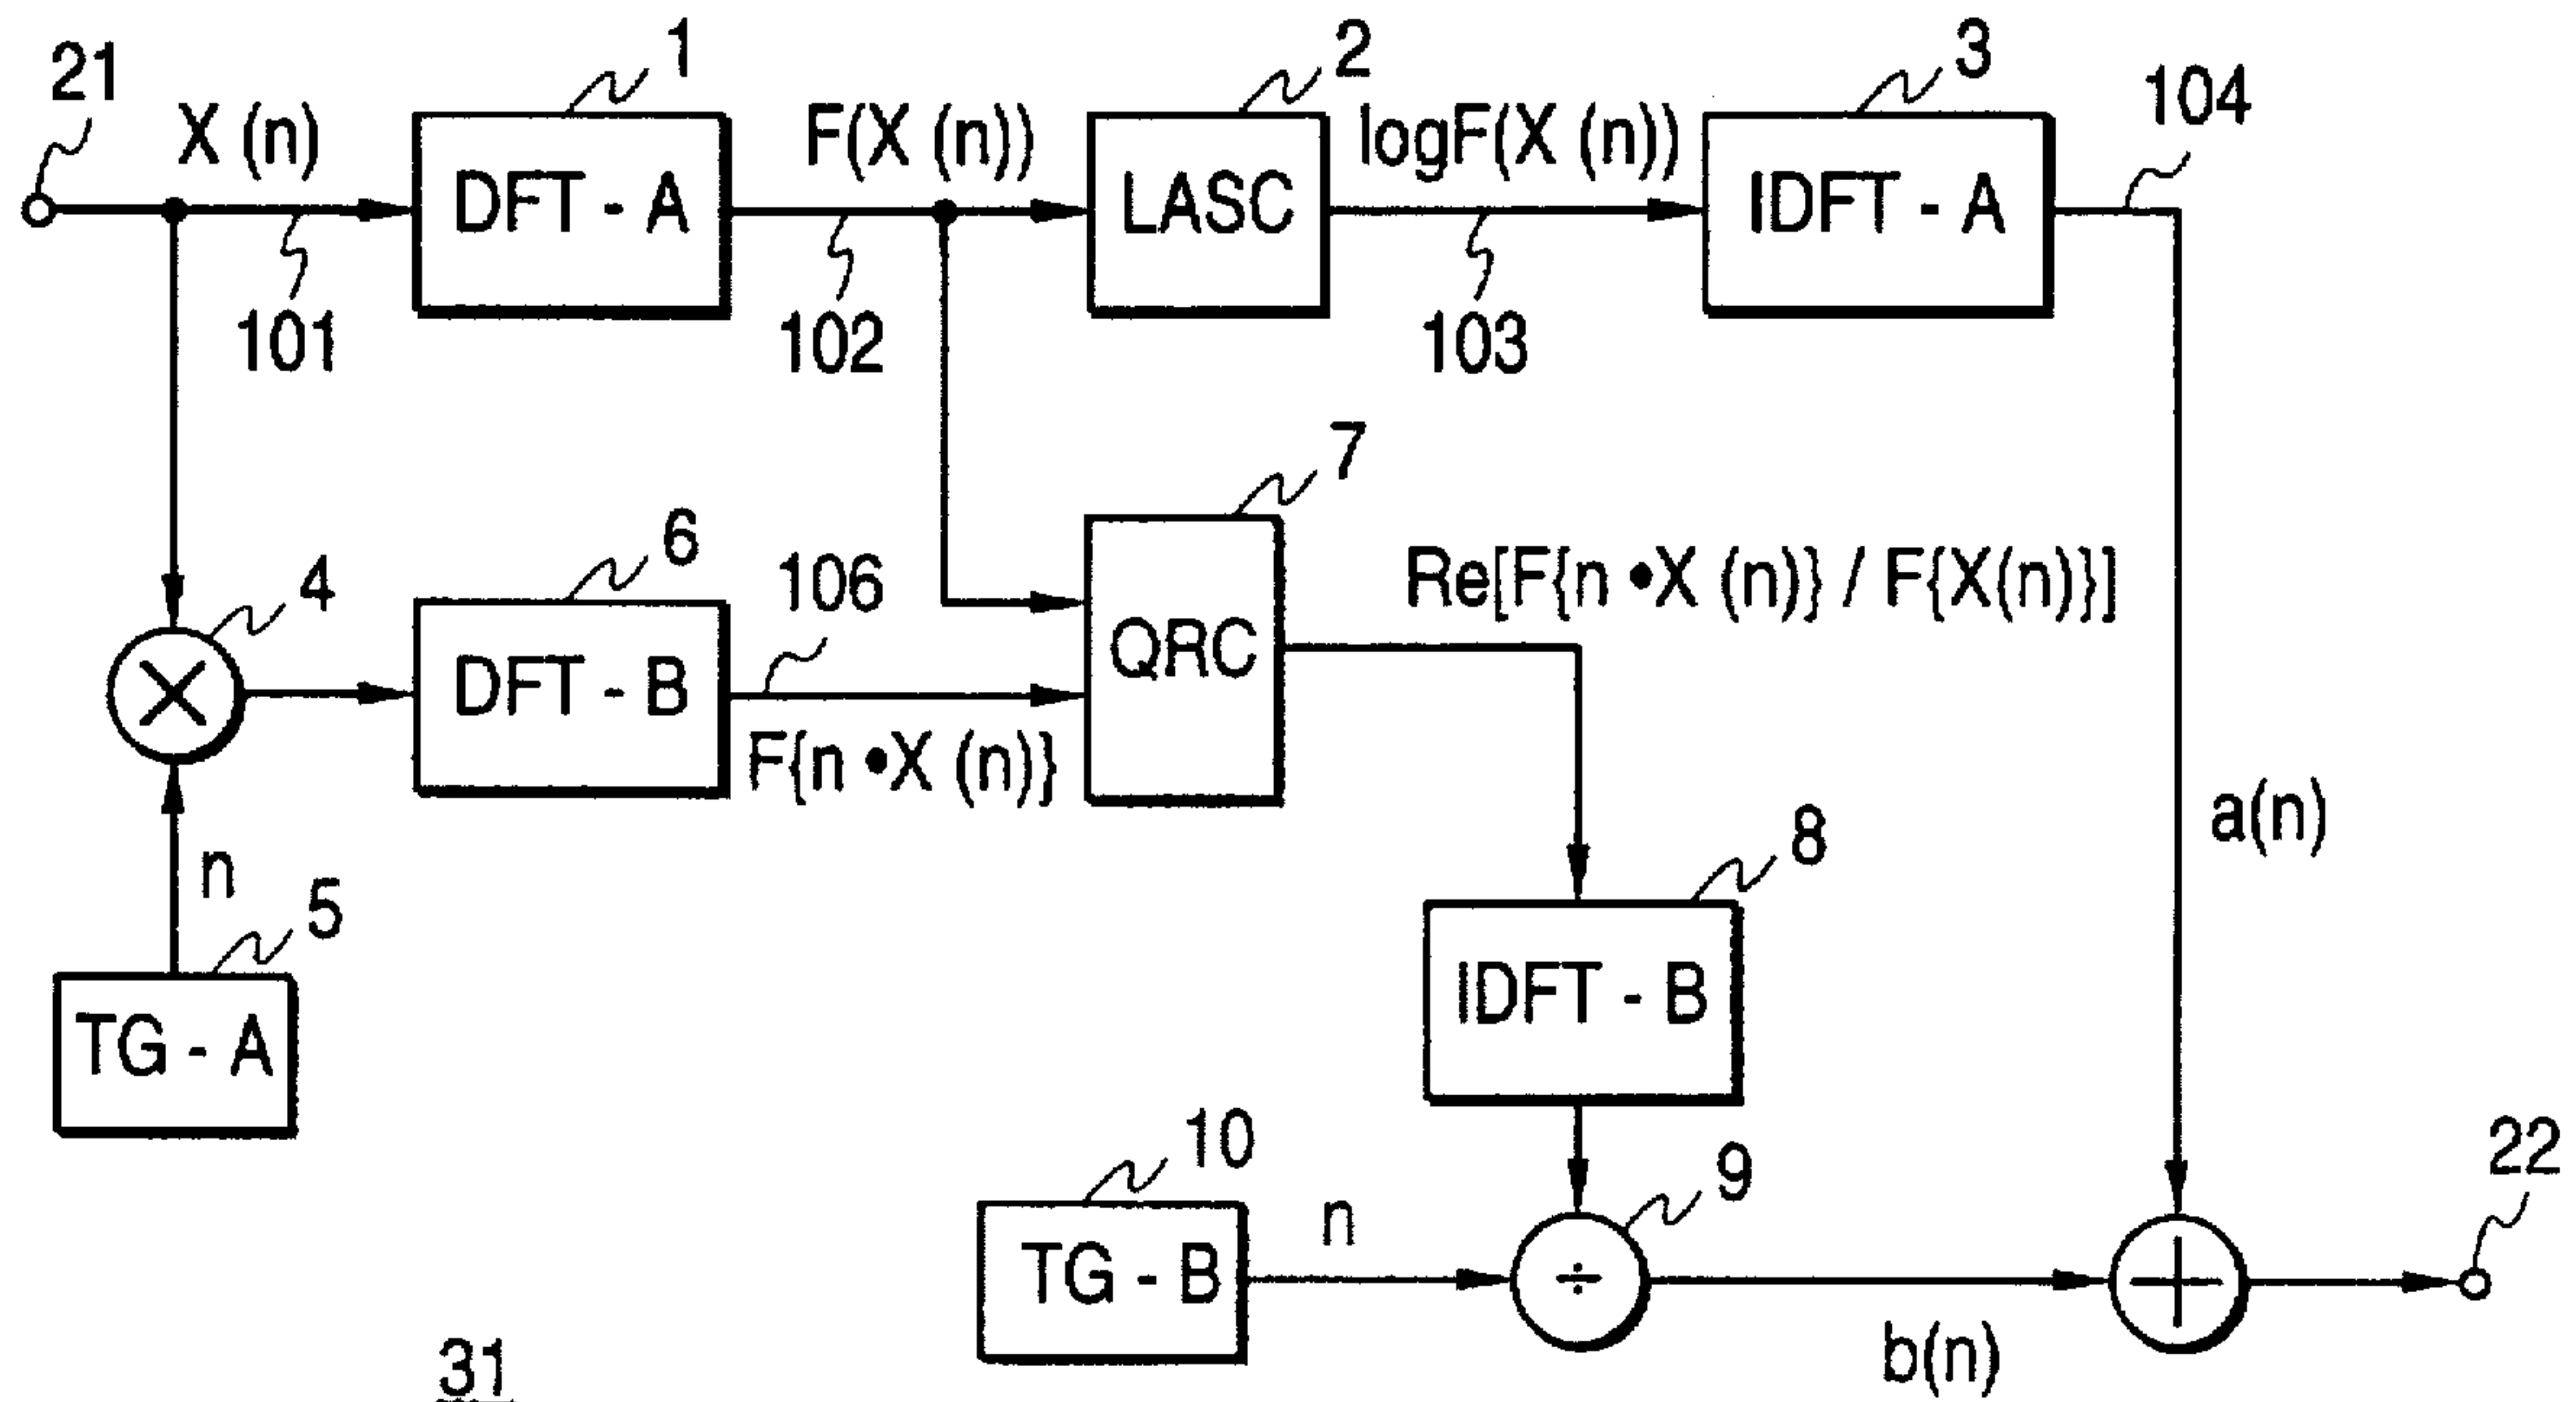 21
X (n)
1
DFT - A
101
F(X (n))
102
2
LASC
logF(X (n))
103
3
IDFT - A
104
4
6
DFT - B
106
F{n •X (n)}
7
QRC
Re[F{n •X (n)} / F{X(n)}]
n
5
TG - A
8
IDFT - B
a(n)
10
TG - B
n
9
÷
b(n)
22
31